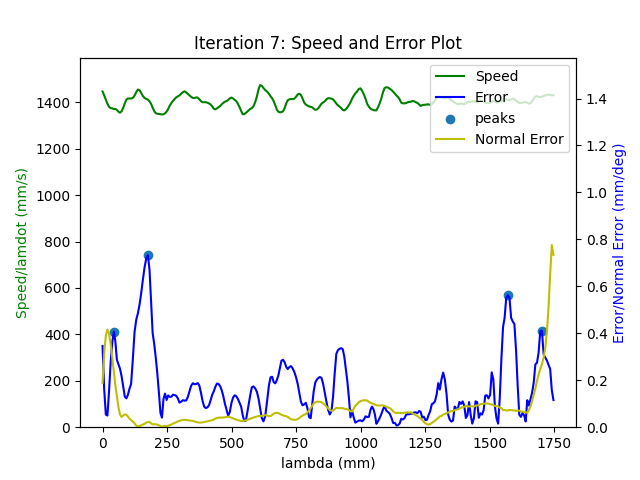 Iteration 7: Speed and Error Plot
Speed
Error
peaks
Normal Error
Speed/lamdot (mm/s)
1400
1200
1000
800
600
400
200
0
1.4
1.2
1.0
0.8
0.6
0.4
0.2
0.0
Error/Normal Error (mm/deg)
0 250 500 750 1000 1250 1500 1750
lambda (mm)